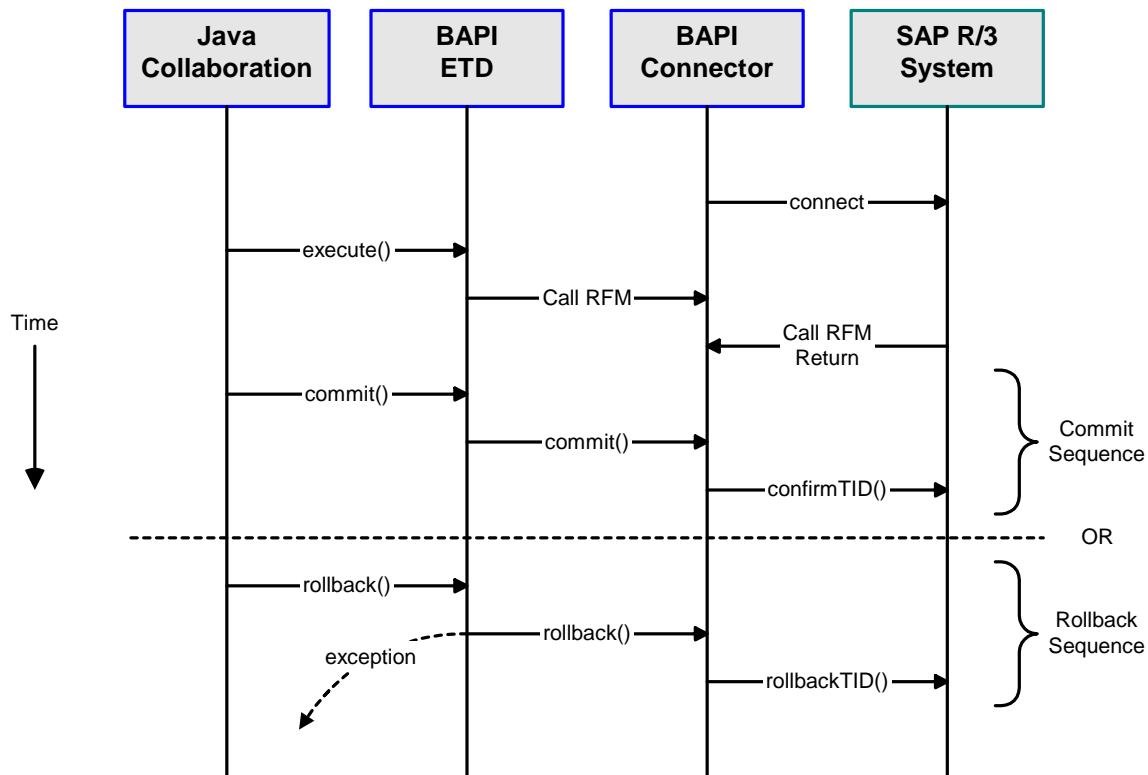 Java
Collaboration
BAPI
ETD
BAPI
Connector
SAP R/3
System
connect
execute()
Call RFM
Time
Call RFM
Return
commit()
commit()
Commit
Sequence
confirmTID()
OR
rollback()
rollback()
Rollback
Sequence
exception
rollbackTID()